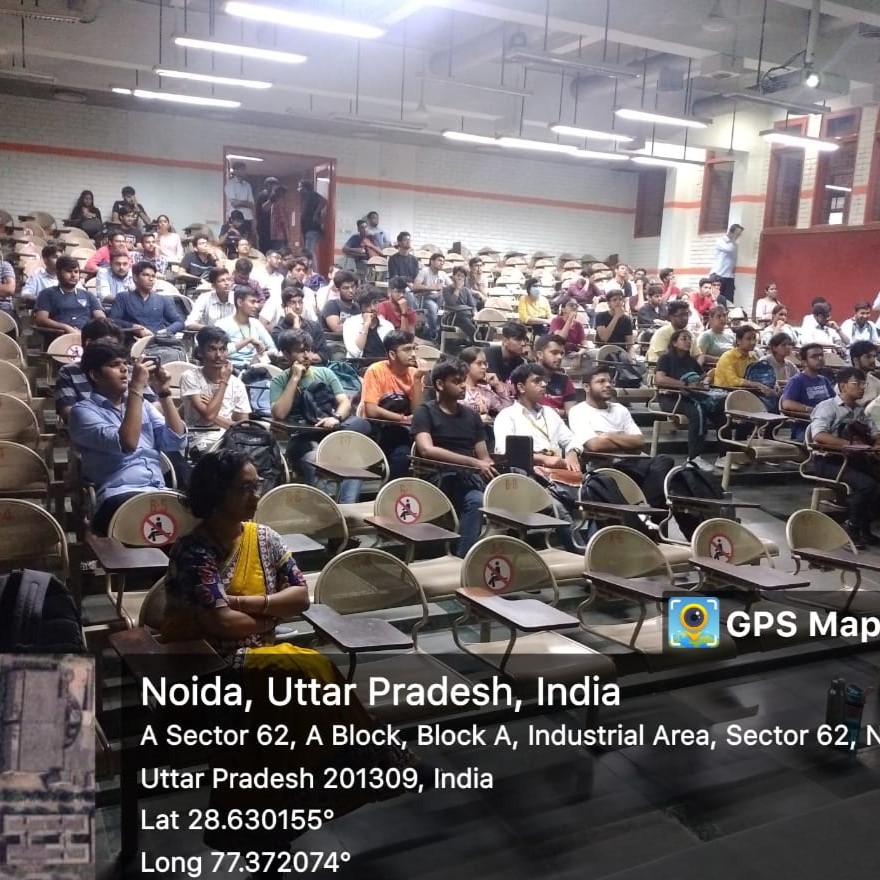 GPS Map
Noida, Uttar Pradesh, India
A Sector 62, A Block, Block A, Industrial Area, Sector 62, N
Uttar Pradesh 201309, India
Lat 28.630155°
Long 77.372074°